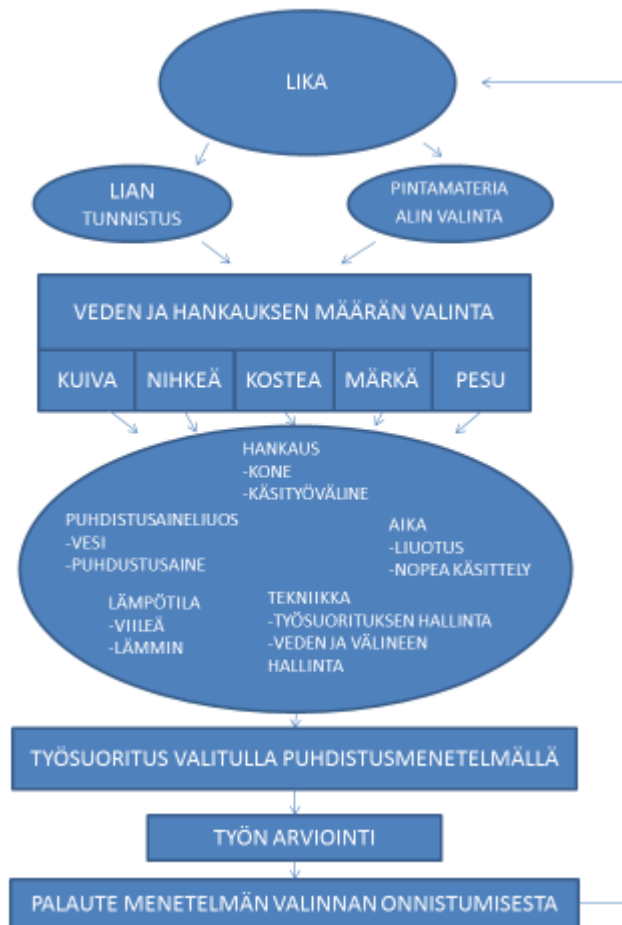 LIKA
LIAN
TUNNISTUS
PINTAMATERIA
ALIN VALINTA
VEDEN JA HANKAUKSEN MÄÄRÄN VALINTA
KUIVA
NIHKEÄ
KOSTEA
MÄRKÄ
PESU
HANKAUS
-KONE
-KÄSITYÖVÄLINE
PUHDISTUSAINELIUOS
-VESI
-PUHDUSTUSAINE
AIKA
-LIUOTUS
-NOPEA KÄSITTELY
LÄMPÖTILA
-VIILEÄ
-LÄMMIN
TEKNIIKKA
-TYÖSUORITUKSEN HALLINTA
-VEDEN JA VÄLINEEN
HALLINTA
TYÖSUORITUS VALITULLA PUHDISTUSMENETELMÄLLÄ
TYÖN ARVIOINTI
PALAUTE MENETELMÄN VALINNAN ONNISTUMISESTA